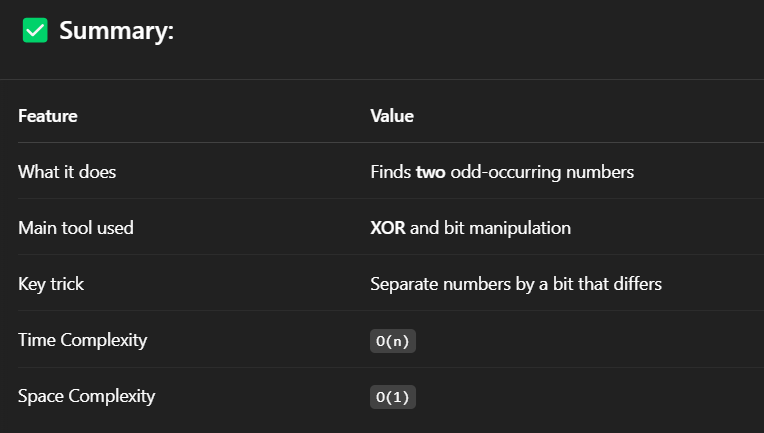 ✅ Summary:
Feature Value
What it does Finds two odd-occurring numbers
Main tool used XOR and bit manipulation
Key trick Separate numbers by a bit that differs
Time Complexity O(n)
Space Complexity O(1)